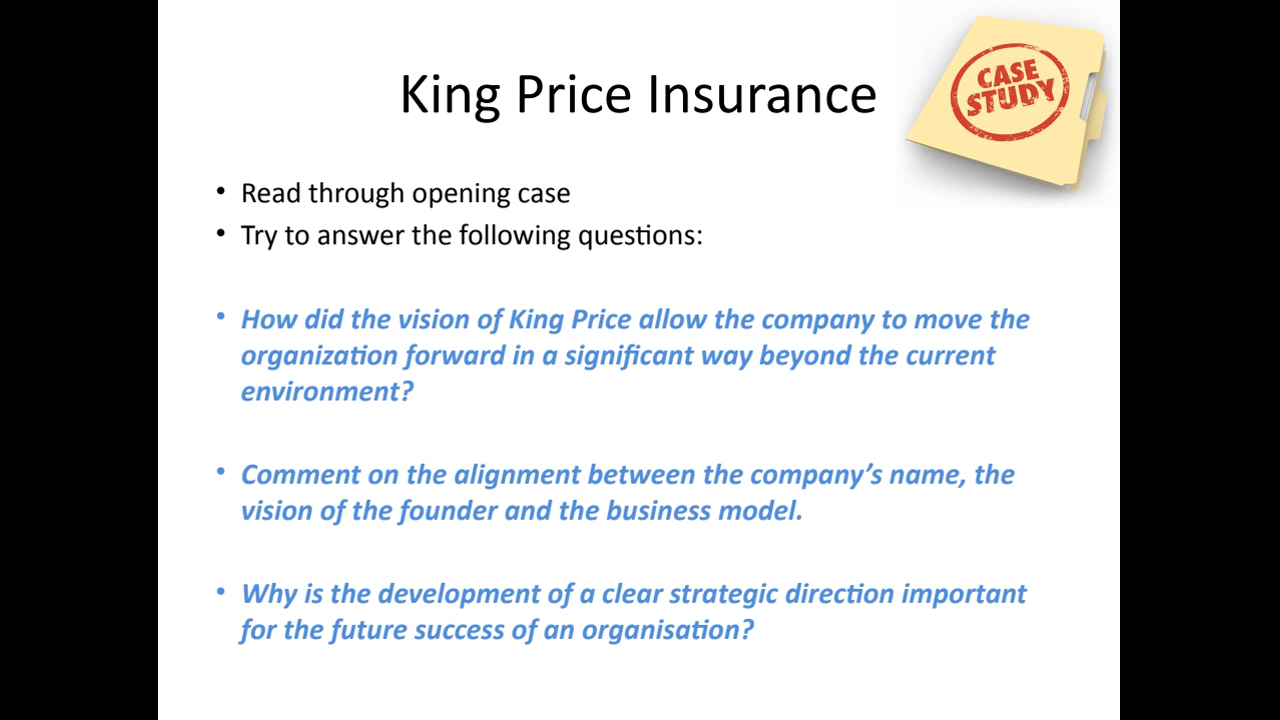 King Price Insurance
CASE
STUDY
• Read through opening case
• Try to answer the following questions:
• How did the vision of King Price allow the company to move the
organization forward in a significant way beyond the current
environment?
• Comment on the alignment between the company’s name, the
vision of the founder and the business model.
• Why is the development of a clear strategic direction important
for the future success of an organisation?